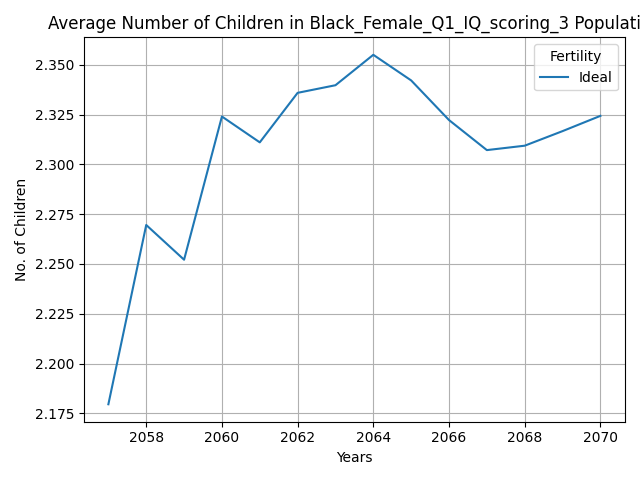 Average Number of Children in Black_Female_Q1_IQ_scoring_3 Populati
Fertility
Ideal
2.350
2.325
2.300
2.275
2.250
2.225
2.200
2.175
No. of Children
2058 2060 2062 2064 2066 2068 2070
Years